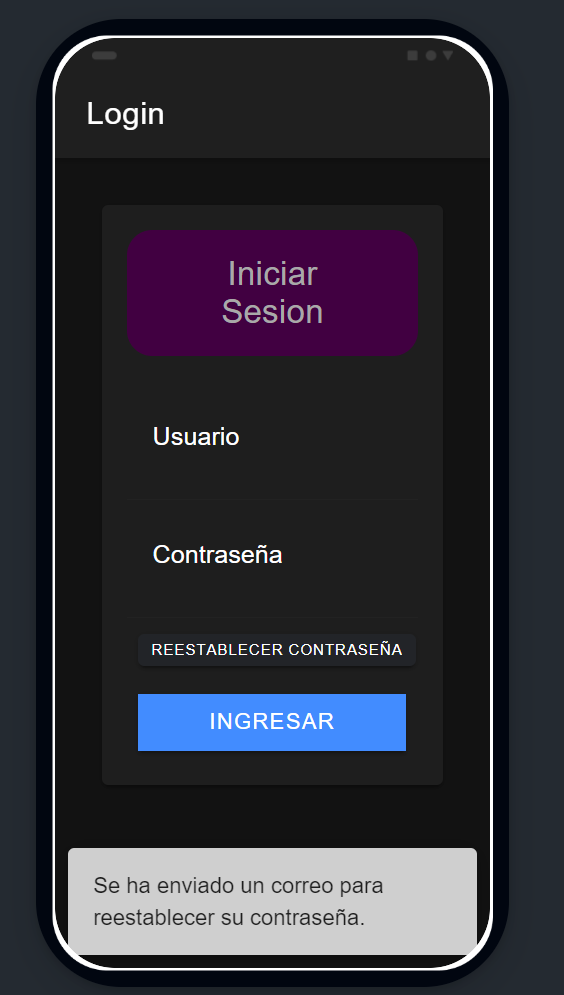 Login
Iniciar
Sesion
Usuario
Contraseña
REESTABLECER CONTRASEÑA
INGRESAR
Se ha enviado un correo para
reestablecer su contraseña.